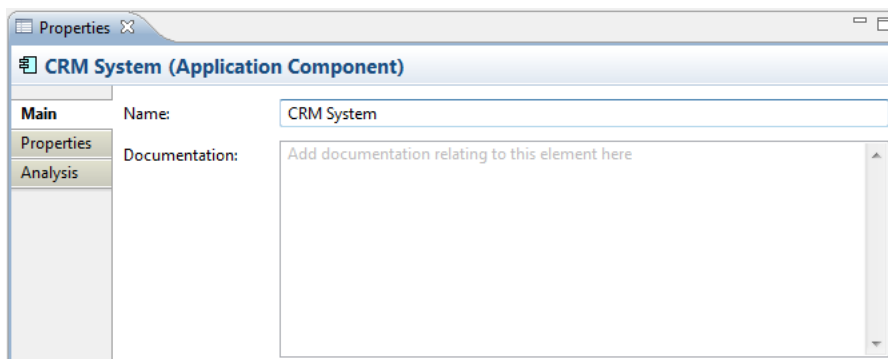 Properties
CRM System (Application Component)
Main
Name:
CRM System
Properties
Documentation:
Add documentation relating to this element here
Analysis